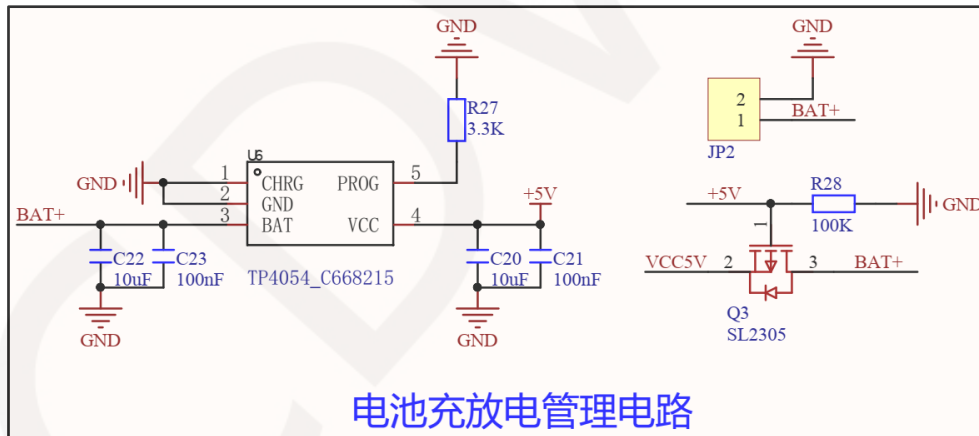 GND
R27
3.3K
U6
1
CHRG
PROG
5
GND
2
GND
BAT+
3
BAT
VCC
4
+5V
C22
10uF
C23
100nF
TP4054_C668215
C20
10uF
C21
100nF
GND
GND
GND
2
1
BAT+
JP2
+5V
R28
100K
GND
1
VCC5V
2
3
BAT+
Q3
SL2305
电池充放电管理电路